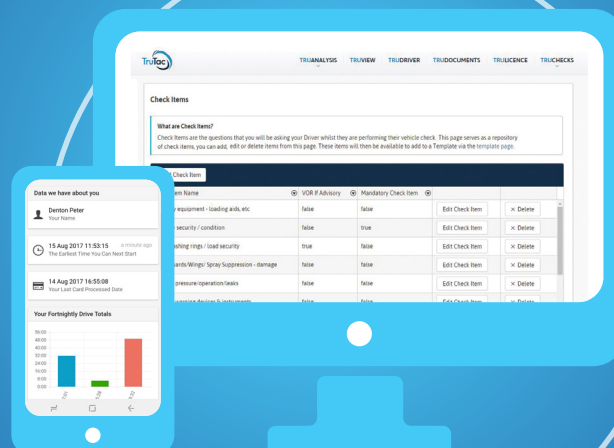 TruTac
TRUANALYSIS TRUVIEW TRUDRIVER TRUDOCUMENTS TRULICENCE TRUCHECKS
Check Items
What are Check Items?
Check Items are the questions that you will be asking your Driver whilst they are performing their vehicle check. This page serves as a repository
of check items, you can add, edit or delete items from this page. These items will then be available to add to a Template via the template page.
Check Item
Name VOR If Advisory Mandatory Check Item
equipment - loading aids, etc false false Edit Check Item × Delete
security / condition false true Edit Check Item × Delete
rings / load security true false Edit Check Item × Delete
/Wings/ Spray Suppression - damage false false Edit Check Item × Delete
pressure/operation/leaks false false Edit Check Item × Delete
devices & instruments false false Edit Check Item × Delete
Data we have about you
Denton Peter
Your Name
15 Aug 2017 11:53:15 a minute ago
The Earliest Time You Can Next Start
14 Aug 2017 16:55:08
Your Last Card Processed Date
Your Fortnightly Drive Totals
56:00
48:00
40:00
32:00
24:00
16:00
8:00
0:00